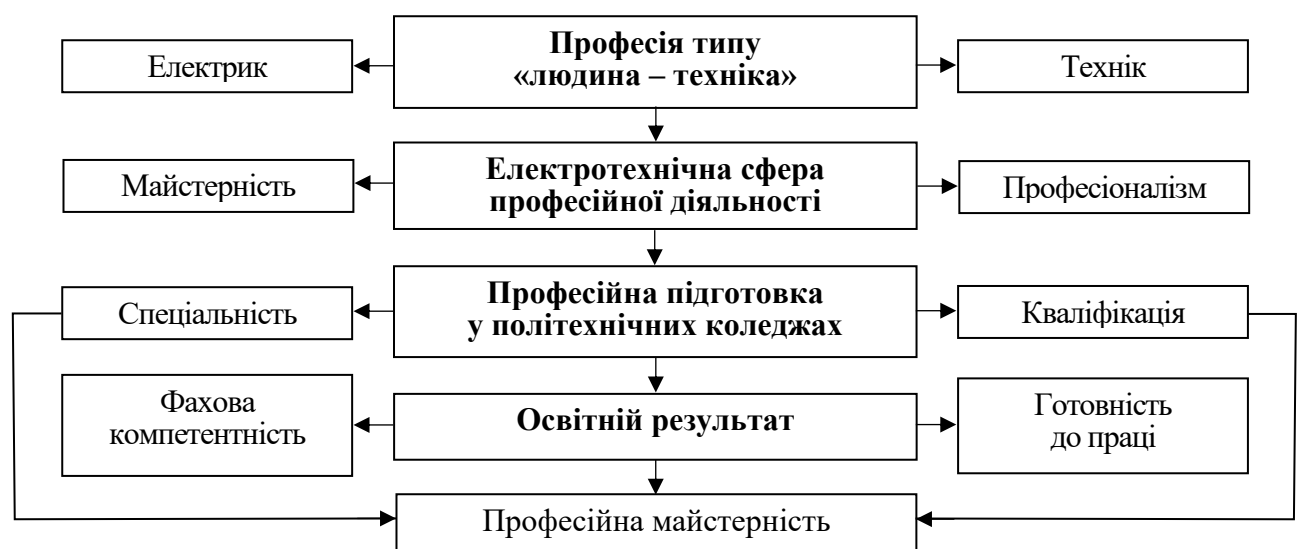 Професія типу
«людина – техніка»
Електрик
Технік
Електротехнічна сфера
професійної діяльності
Майстерність
Професіоналізм
Професійна підготовка
у політехнічних коледжах
Спеціальність
Кваліфікація
Освітній результат
Фахова
компетентність
Готовність
до праці
Професійна майстерність